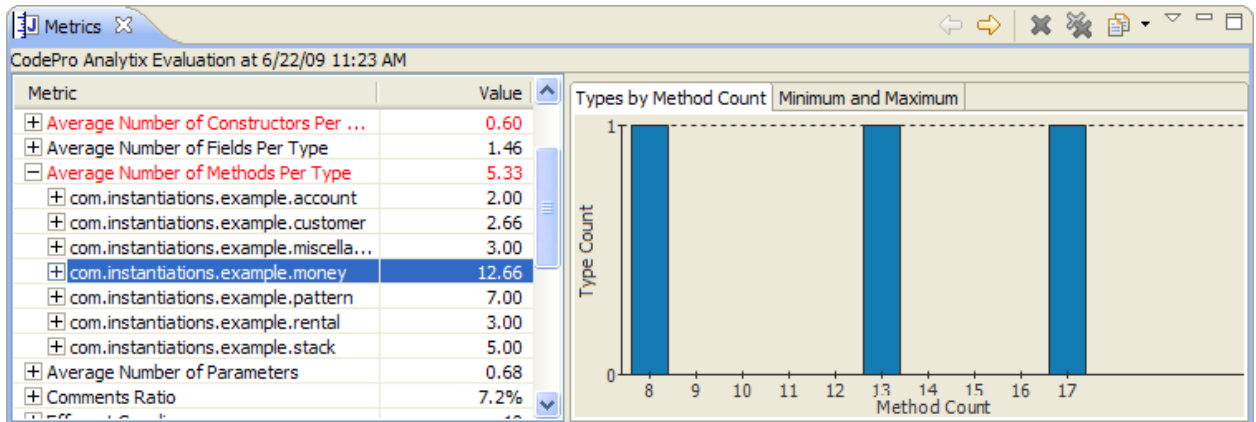 Metrics
CodePro Analytix Evaluation at 6/22/09 11:23 AM
Metric Value
Average Number of Constructors Per ... 0.60
Average Number of Fields Per Type 1.46
Average Number of Methods Per Type 5.33
com.instantiations.example.account 2.00
com.instantiations.example.customer 2.66
com.instantiations.example.miscella... 3.00
com.instantiations.example.money 12.66
com.instantiations.example.pattern 7.00
com.instantiations.example.rental 3.00
com.instantiations.example.stack 5.00
Average Number of Parameters 0.68
Comments Ratio 7.2%
Types by Method Count Minimum and Maximum
1
Type Count
0
8 9 10 11 12 13 14 15 16 17
Method Count